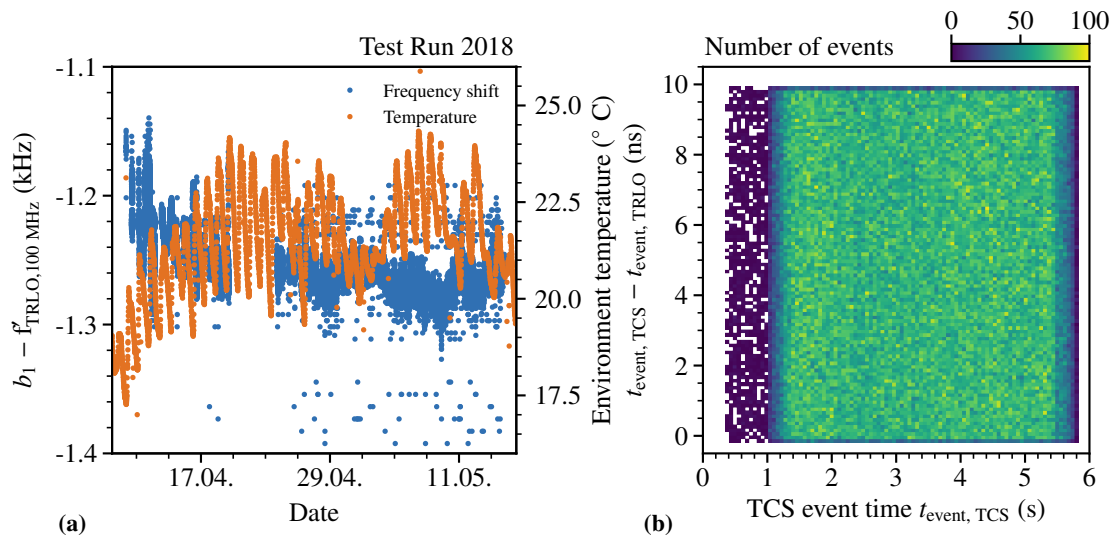 Test Run 2018
-1.1
-1.2
-1.3
-1.4
b₁ − f′TRLO,100 MHz (kHz)
Frequency shift
Temperature
25.0
22.5
20.0
17.5
Environment temperature (° C)
17.04.
29.04.
11.05.
Date
(a)
Number of events
0 50 100
10
8
6
4
2
0
t event, TCS − t event, TRLO (ns)
0 1 2 3 4 5 6
TCS event time t event, TCS (s)
(b)